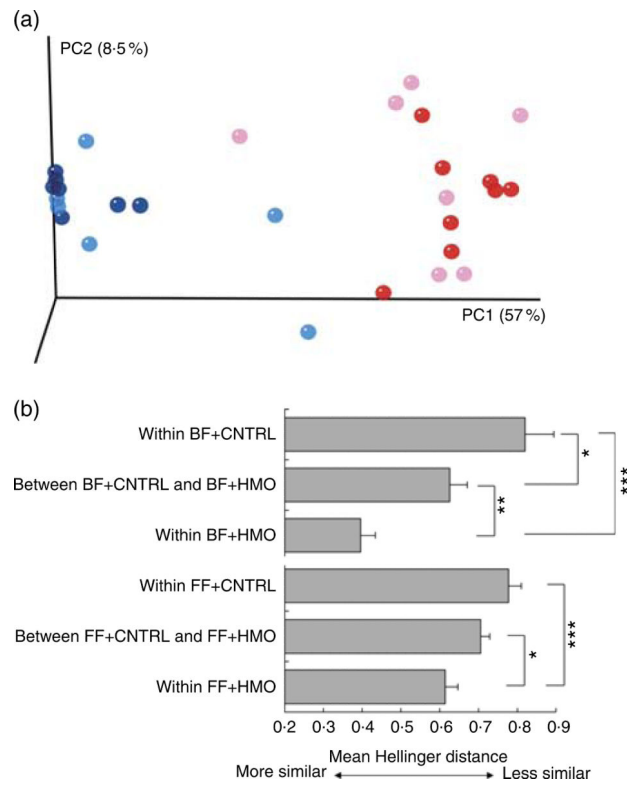 (a)
PC2 (8·5 %)
PC1 (57 %)
(b)
Within BF+CNTRL
Between BF+CNTRL and BF+HMO
Within BF+HMO
Within FF+CNTRL
Between FF+CNTRL and FF+HMO
Within FF+HMO
*
**
***
*
***
0·2 0·3 0·4 0·5 0·6 0·7 0·8 0·9
Mean Hellinger distance
More similar Less similar